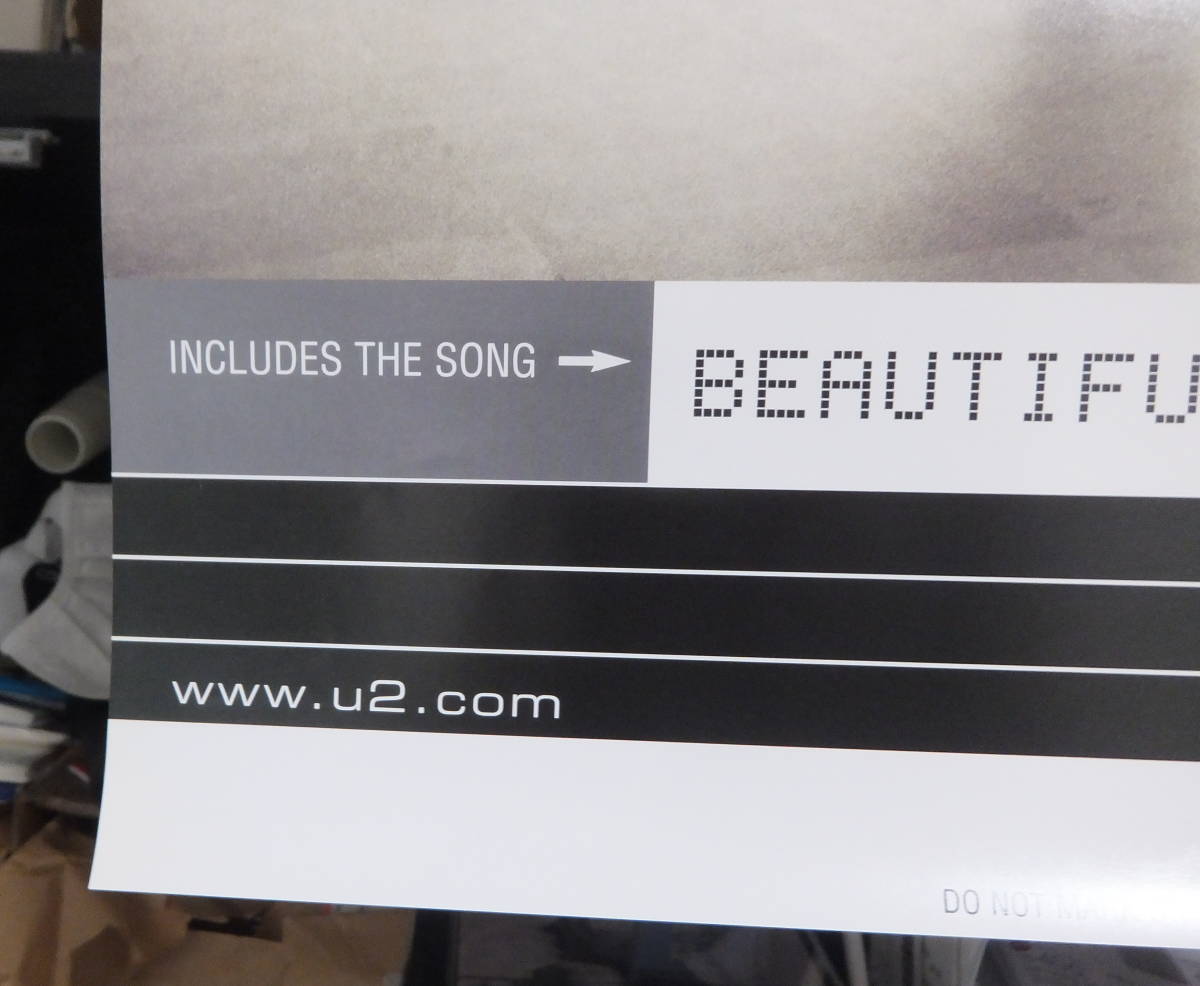 INCLUDES THE SONG → BEAUTIFU
www.u2.com
DO NOT